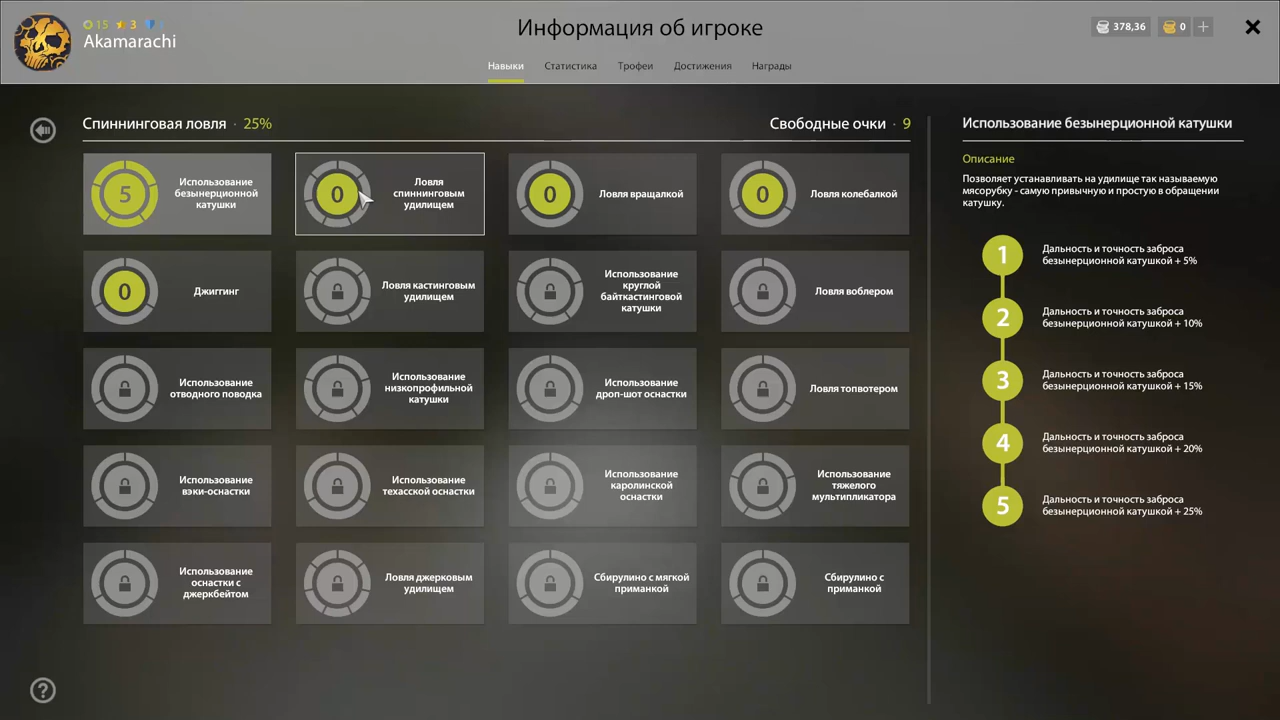 15 3
Akamarachi
Информация об игроке
378,36 0
Навыки Статистика Трофеи Достижения Награды
Спиннинговая ловля · 25%
Свободные очки · 9
5
Использование
безынерционной
катушки
0
Ловля
спиннинговым
удилищем
0
Ловля вращалкой
0
Ловля колебалкой
0
Джиггинг
Ловля кастинговым
удилищем
Использование
круглой
байткастинговой
катушки
Ловля воблером
Использование
отводного поводка
Использование
низкопрофильной
катушки
Использование
дроп-шот оснастки
Ловля топвотером
Использование
вэки-оснастки
Использование
техасской оснастки
Использование
каролинской
оснастки
Использование
тяжелого
мультипликатора
Использование
оснастки с
джеркбейтом
Ловля джерковым
удилищем
Сбирулино с мягкой
приманкой
Сбирулино с
приманкой
?
Использование безынерционной катушки
Описание
Позволяет устанавливать на удилище так называемую
мясорубку - самую привычную и простую в обращении
катушку.
1
Дальность и точность заброса
безынерционной катушкой + 5%
2
Дальность и точность заброса
безынерционной катушкой + 10%
3
Дальность и точность заброса
безынерционной катушкой + 15%
4
Дальность и точность заброса
безынерционной катушкой + 20%
5
Дальность и точность заброса
безынерционной катушкой + 25%